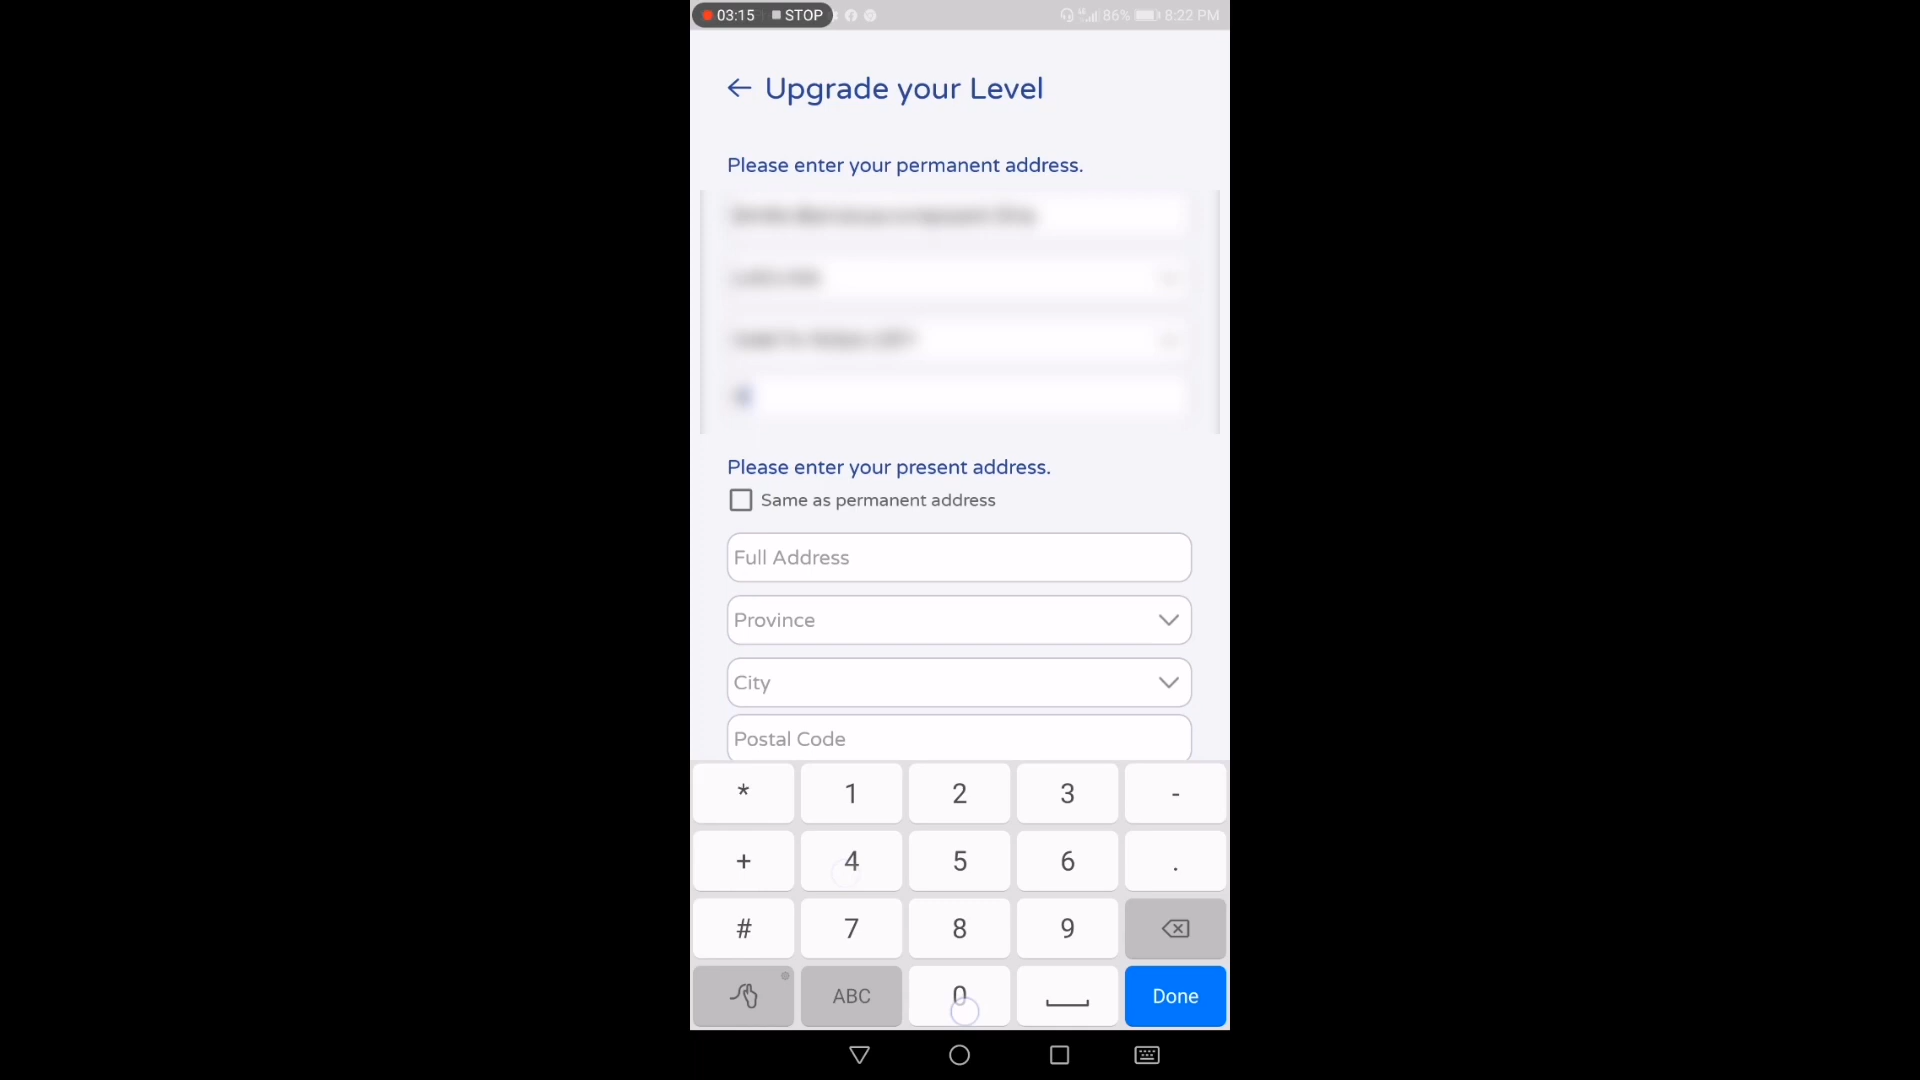 03:15 STOP 86% 8:22 PM
Upgrade your Level
Please enter your permanent address.
Please enter your present address.
Same as permanent address
Full Address
Province
City
Postal Code
* 1 2 3 -
+ 4 5 6 .
# 7 8 9
ABC 0 Done